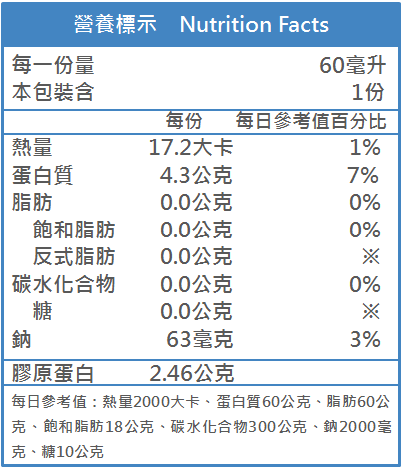 營養標示 Nutrition Facts
每一份量 60毫升
本包裝含 1份
每份 每日參考值百分比
熱量 17.2大卡 1%
蛋白質 4.3公克 7%
脂肪 0.0公克 0%
飽和脂肪 0.0公克 0%
反式脂肪 0.0公克 ※
碳水化合物 0.0公克 0%
糖 0.0公克 ※
鈉 63毫克 3%
膠原蛋白 2.46公克
每日參考值：熱量2000大卡、蛋白質60公克、脂肪60公
克、飽和脂肪18公克、碳水化合物300公克、鈉2000毫
克、糖10公克